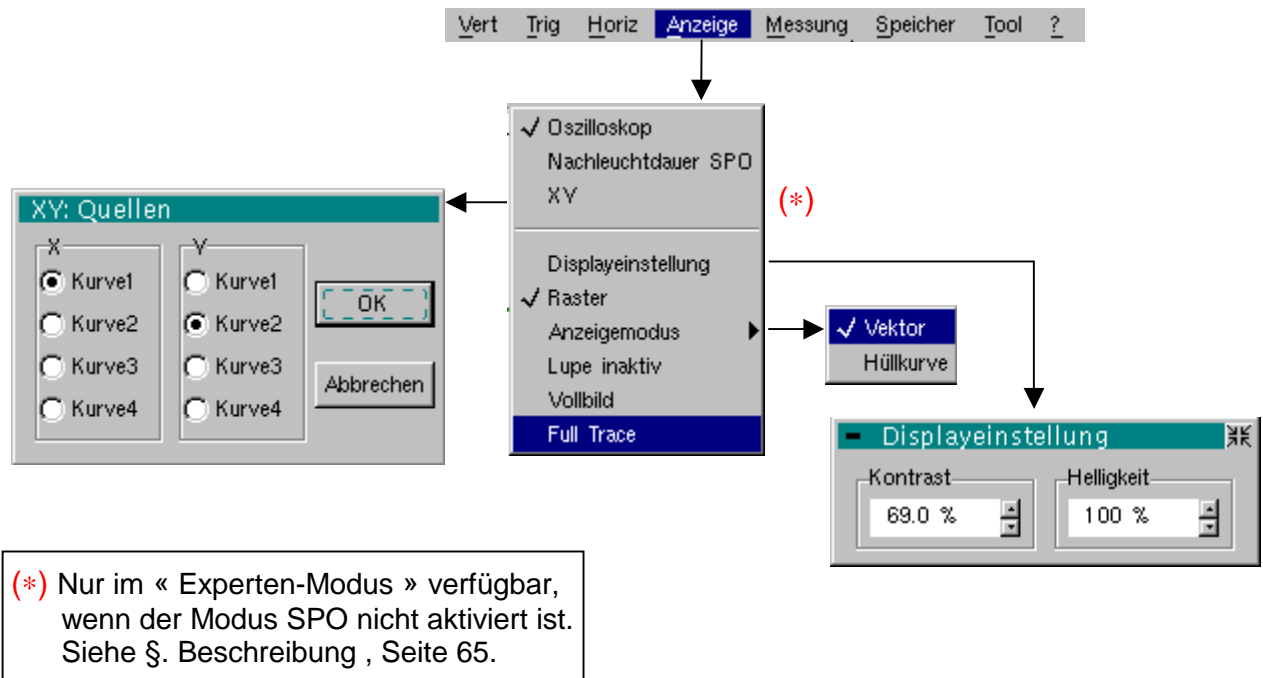 Vert Trig Horiz Anzeige Messung Speicher Tool ?
✓ Oszilloskop
Nachleuchtdauer SPO
XY
(*)
Displayeinstellung
✓ Raster
Anzeigemodus
Lupe inaktiv
Vollbild
Full Trace
XY: Quellen
X
Kurve1
Kurve2
Kurve3
Kurve4
Y
Kurve1
Kurve2
Kurve3
Kurve4
OK
Abbrechen
✓ Vektor
Hüllkurve
Displayeinstellung
Kontrast
69.0 %
Helligkeit
100 %
(*) Nur im « Experten-Modus » verfügbar,
wenn der Modus SPO nicht aktiviert ist.
Siehe §. Beschreibung , Seite 65.